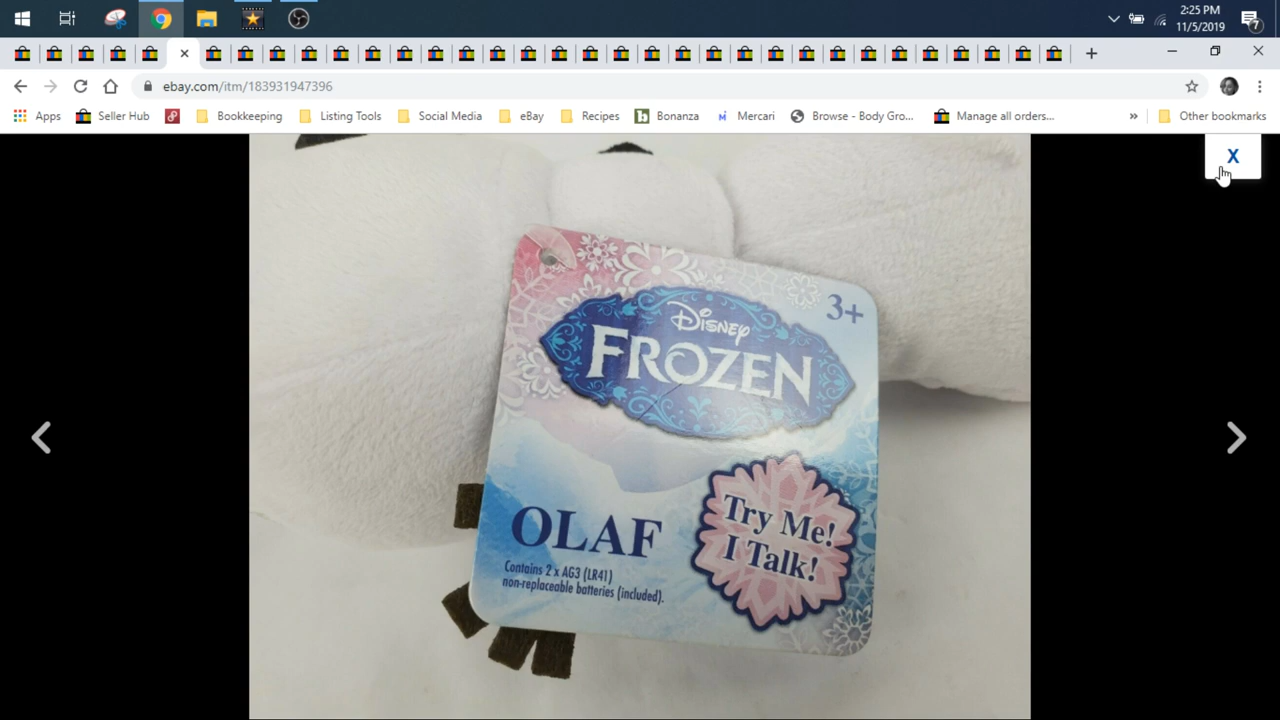 2:25 PM
11/5/2019
7
ebay.com/itm/183931947396
Apps
Seller Hub
Bookkeeping
Listing Tools
Social Media
eBay
Recipes
Bonanza
Mercari
Browse - Body Gro...
Manage all orders...
»
Other bookmarks
X
3+
Disney
FROZEN
OLAF
Try Me!
I Talk!
Contains 2 x AG3 (LR41)
non-replaceable batteries (included).